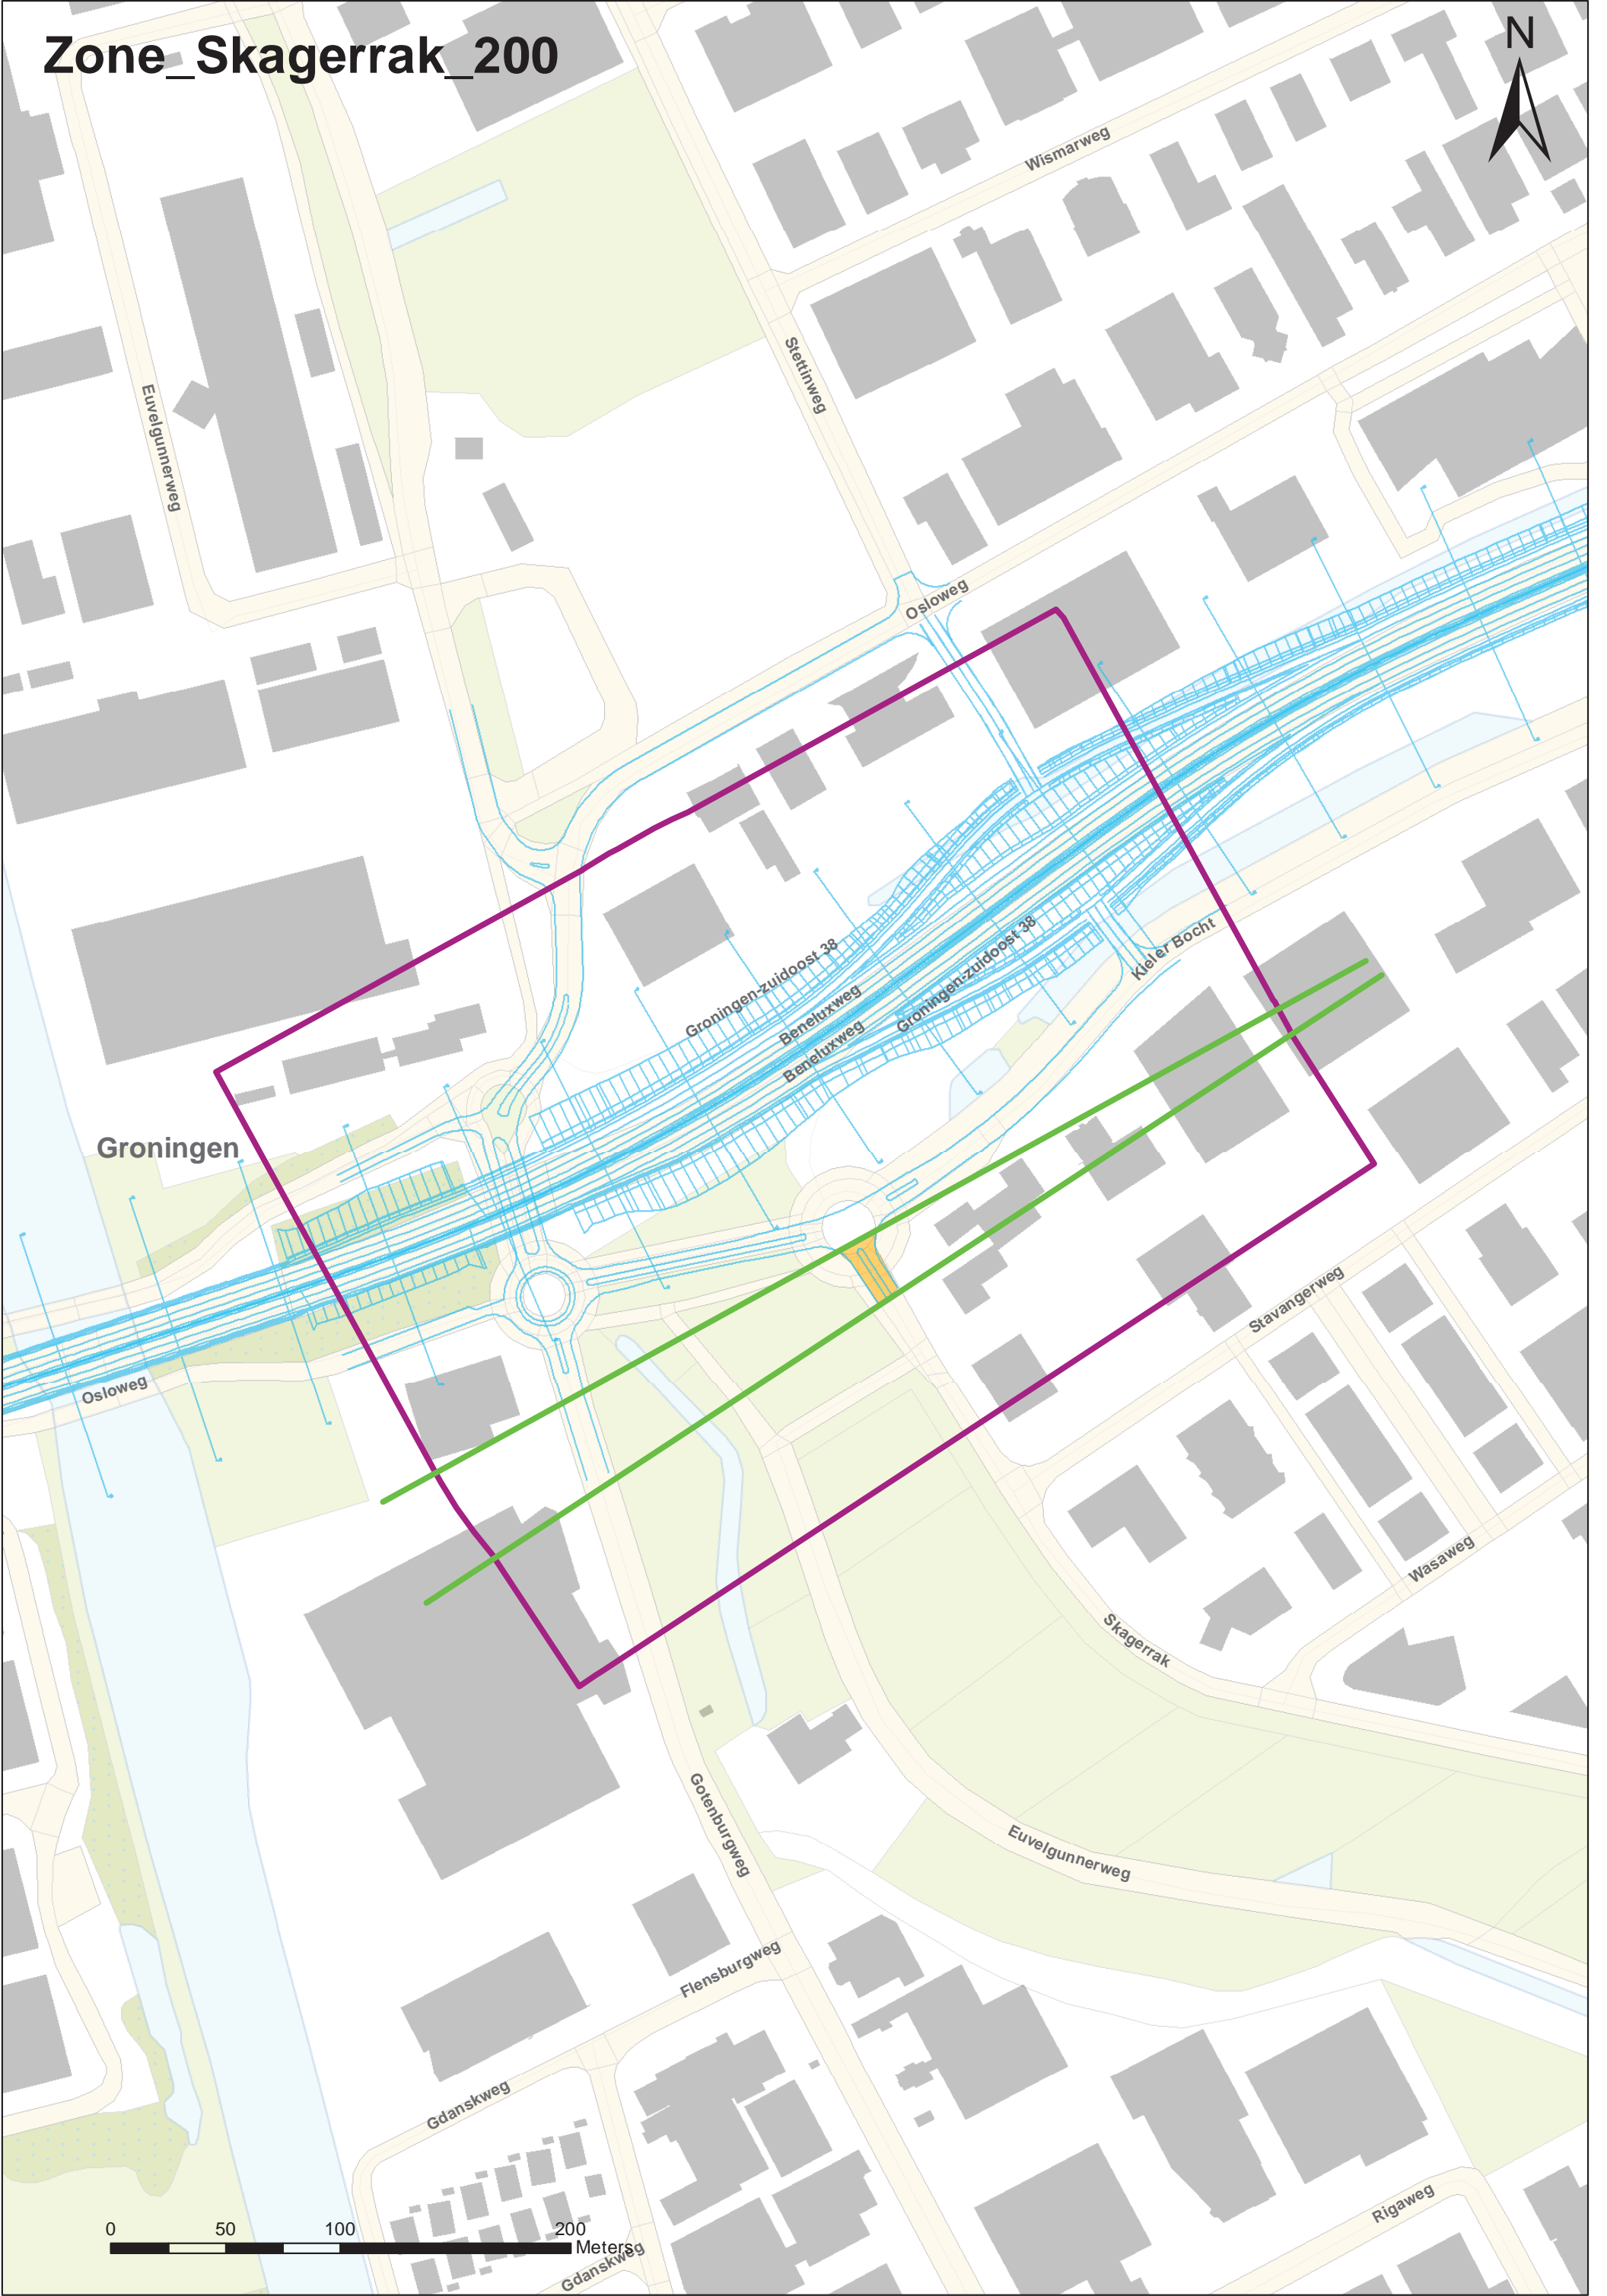 Zone_Skagerrak_200
N
Wismarweg
Stettinweg
Euvelgunnerweg
Osloweg
Groningen-zuidoost 38
Beneluxweg
Groningen-zuidoost 38
Beneluxweg
Kieler Bocht
Groningen
Osloweg
Stavangerweg
Wasaweg
Skagerrak
Gotenburgweg
Euvelgunnerweg
Flensburgweg
Gdanskweg
Rigaweg
0 50 100 200
Meters
Gdanskweg